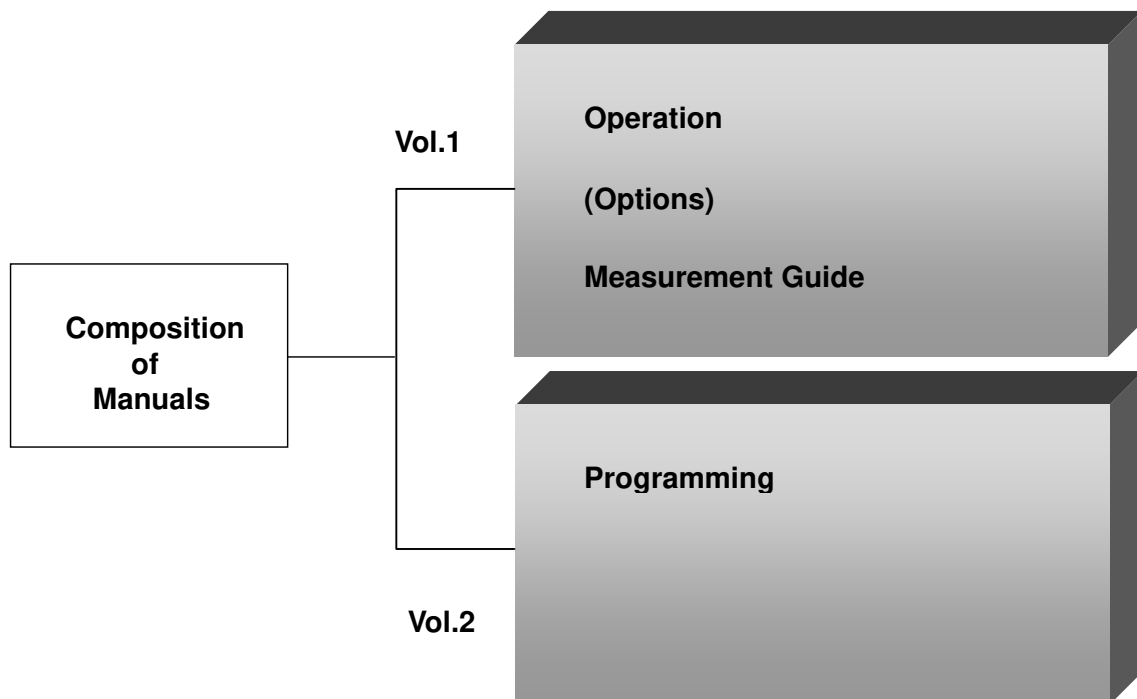 Composition
of
Manuals
Vol.1
Operation
(Options)
Measurement Guide
Vol.2
Programming